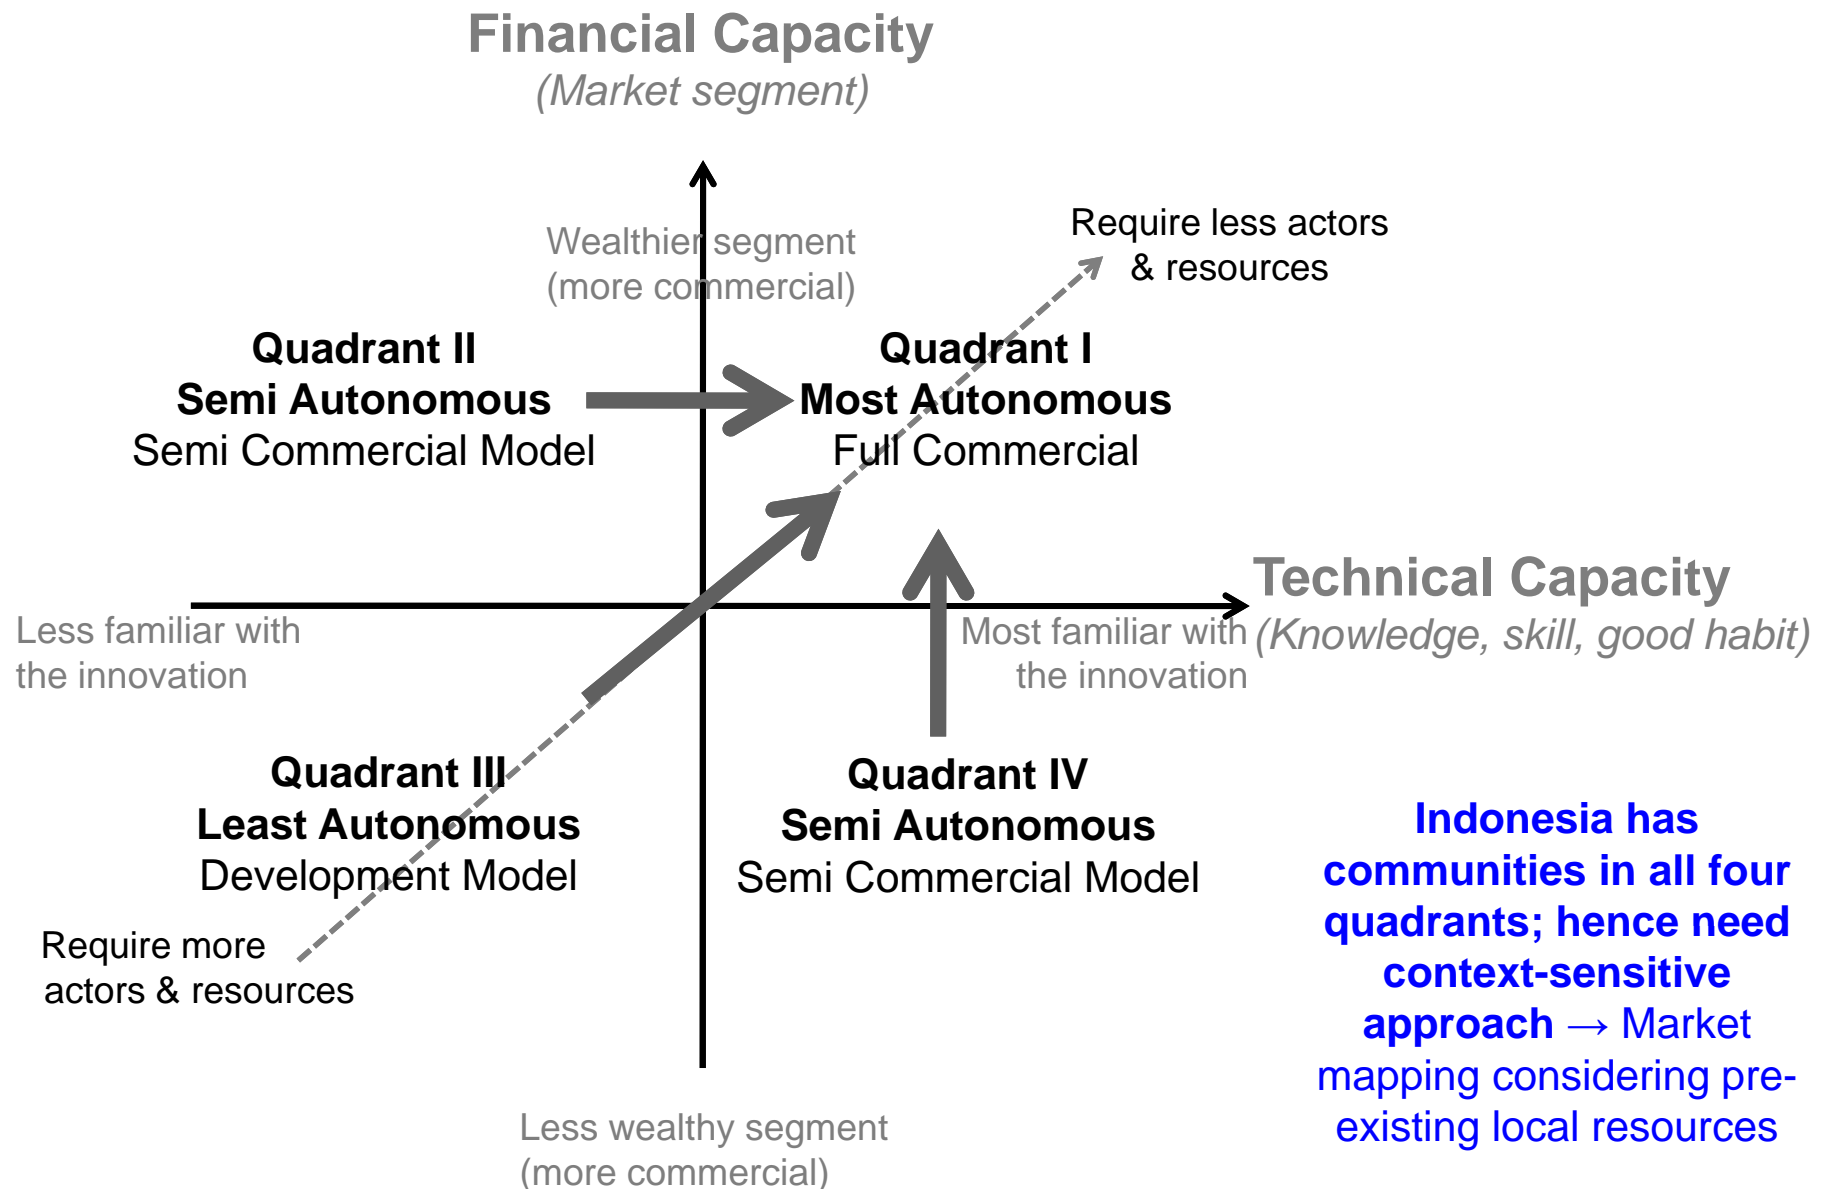 Financial Capacity
(Market segment)
Wealthier segment
(more commercial)
Require less actors
& resources
Quadrant II
Semi Autonomous
Semi Commercial Model
Quadrant I
Most Autonomous
Full Commercial
Technical Capacity
(Knowledge, skill, good habit)
Less familiar with
the innovation
Most familiar with
the innovation
Quadrant III
Least Autonomous
Development Model
Quadrant IV
Semi Autonomous
Semi Commercial Model
Require more
actors & resources
Indonesia has
communities in all four
quadrants; hence need
context-sensitive
approach → Market
mapping considering pre-
existing local resources
Less wealthy segment
(more commercial)